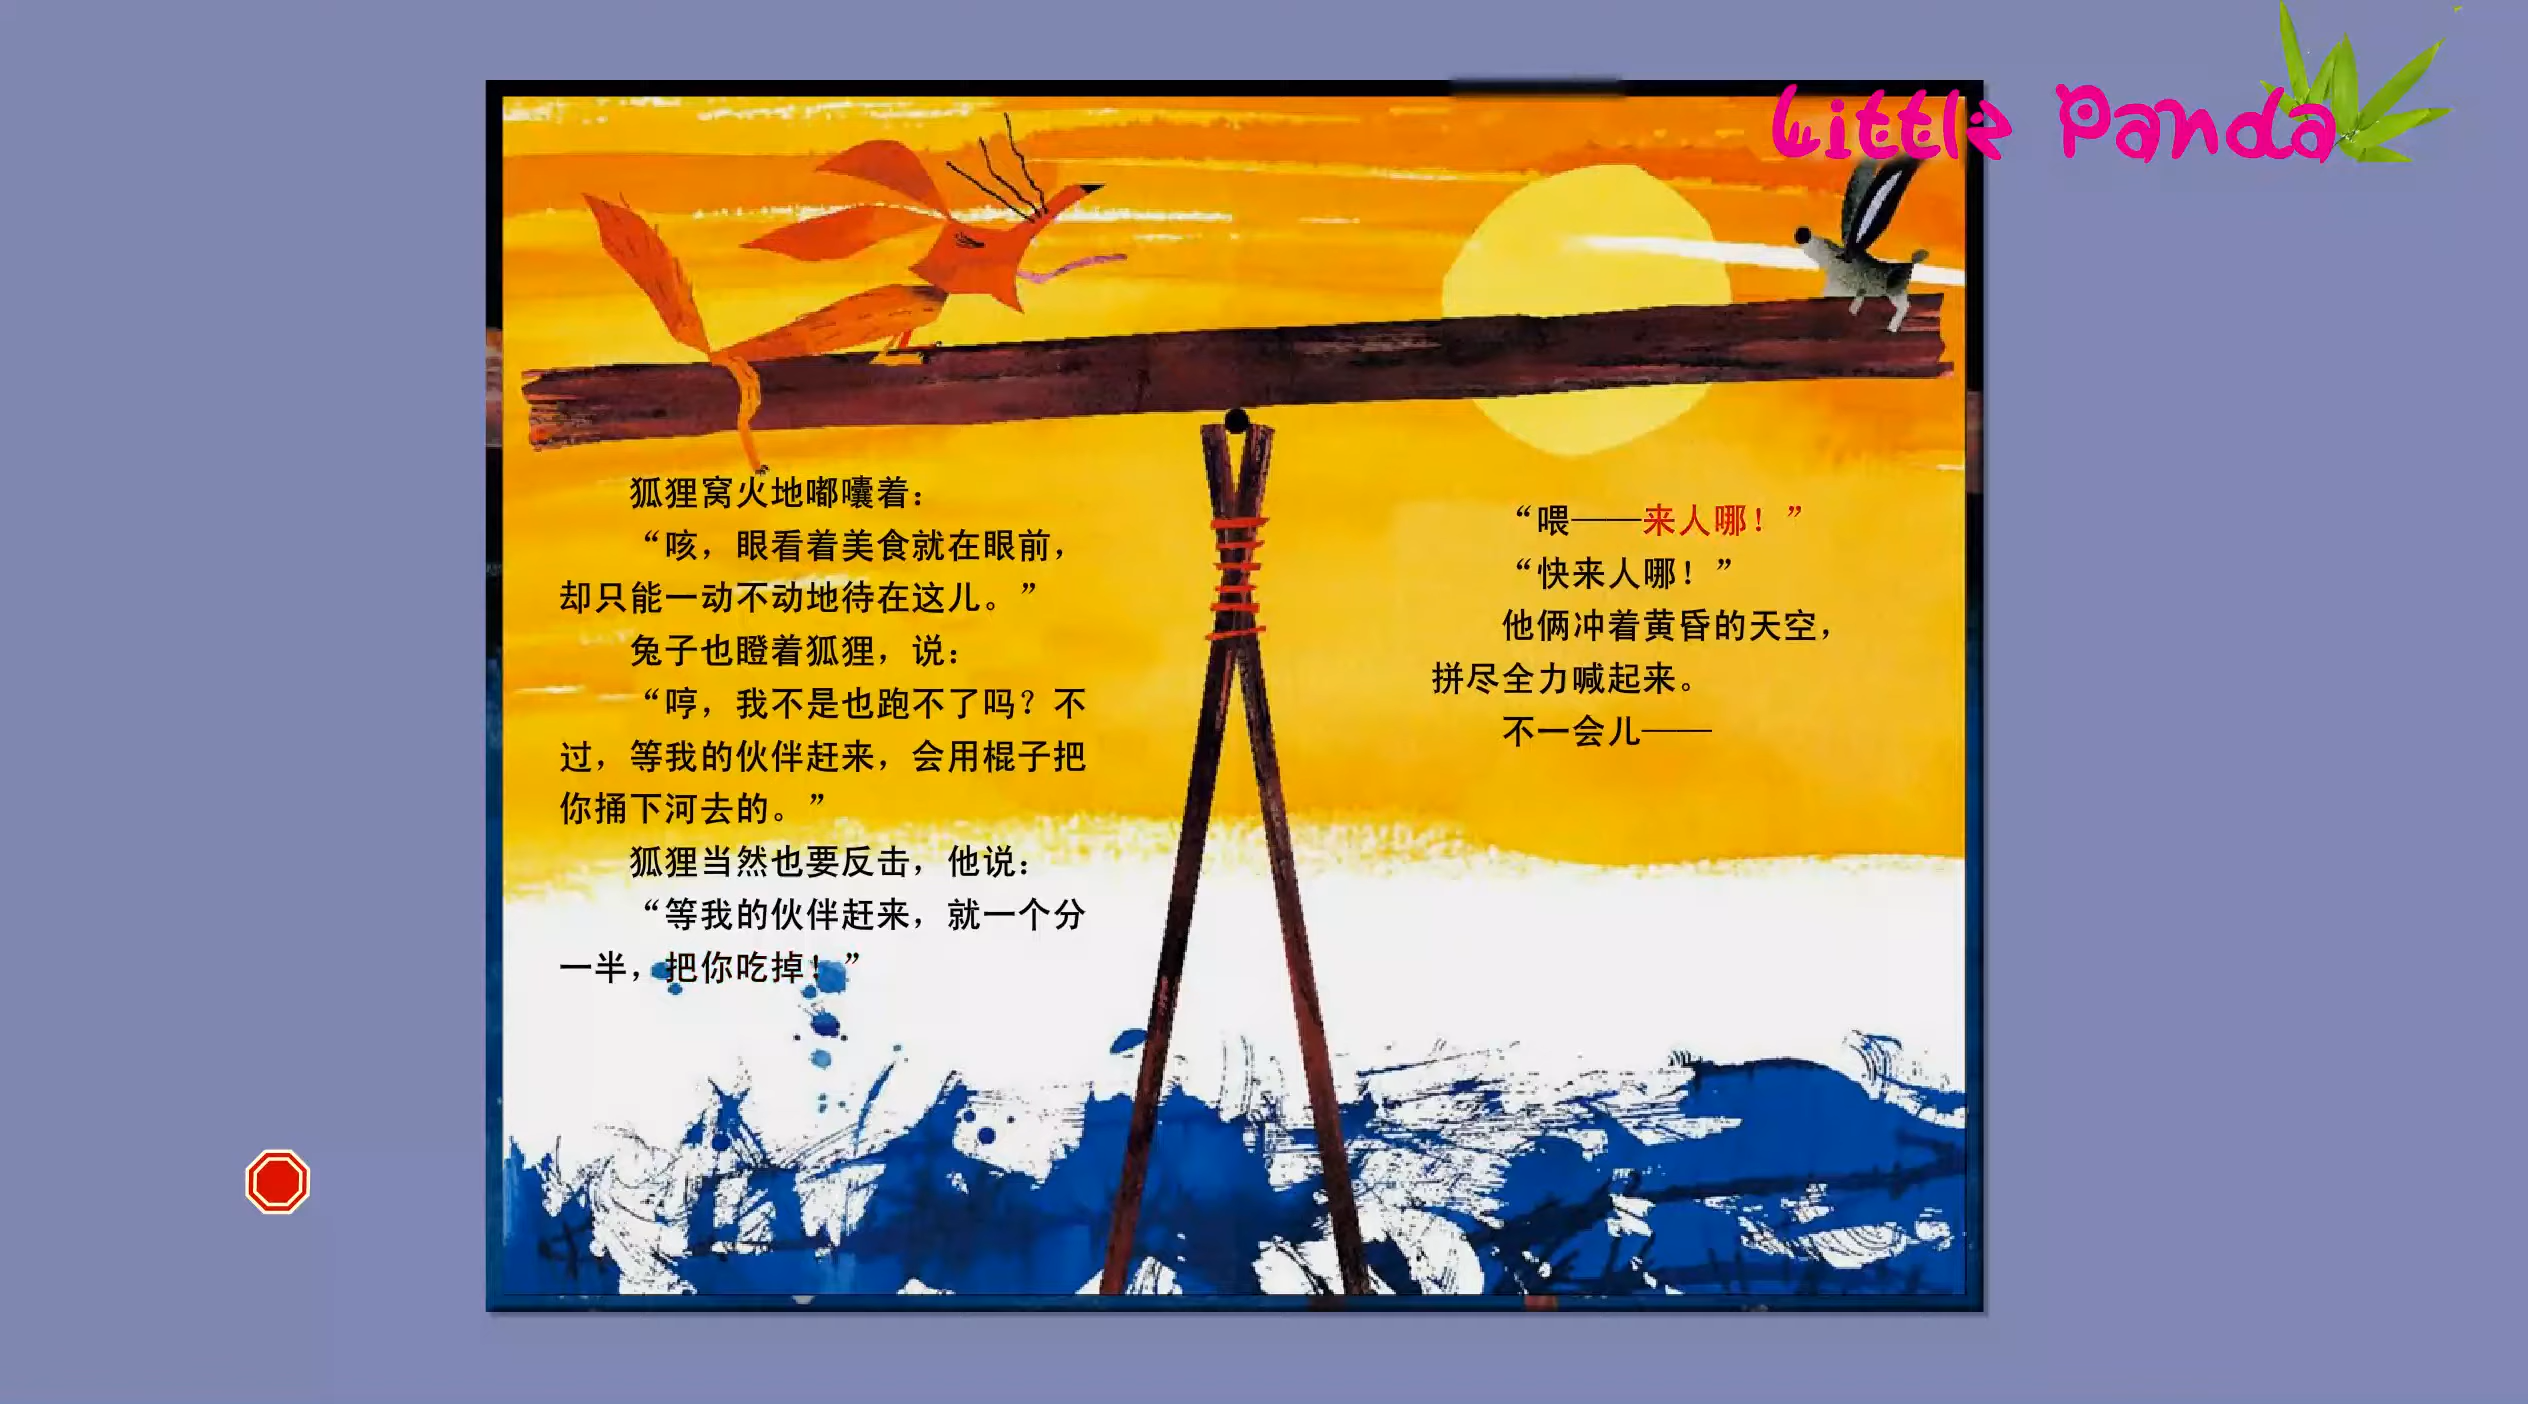 Little Panda
狐狸窝火地嘟囔着：
“咳，眼看着美食就在眼前，
却只能一动不动地待在这儿。”
兔子也瞪着狐狸，说：
“哼，我不是也跑不了吗？不
过，等我的伙伴赶来，会用棍子把
你捅下河去的。”
狐狸当然也要反击，他说：
“等我的伙伴赶来，就一个分
一半，把你吃掉！”
“喂——来人哪！”
“快来人哪！”
他俩冲着黄昏的天空，
拼尽全力喊起来。
不一会儿——